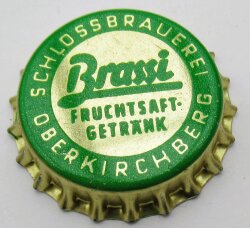 SCHLOSSBRAUEREI
Brassi
FRUCHTSAFT-
GETRÄNK
OBERKIRCHBERG